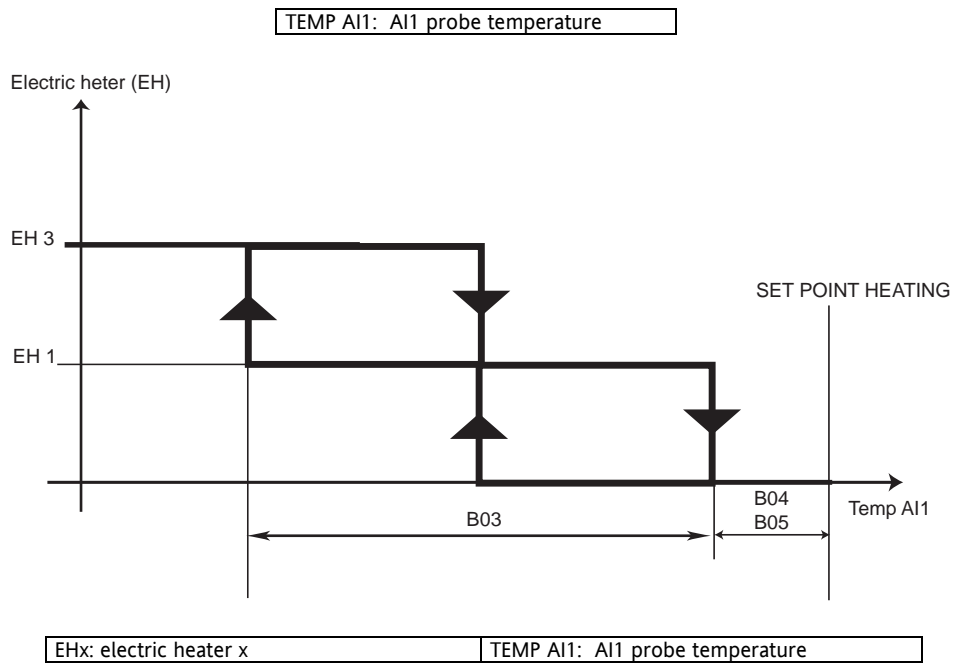 TEMP AI1: AI1 probe temperature
Electric heter (EH)
EH 3
SET POINT HEATING
EH 1
B04
Temp AI1
B03
B05
EHx: electric heater x
TEMP AI1: AI1 probe temperature